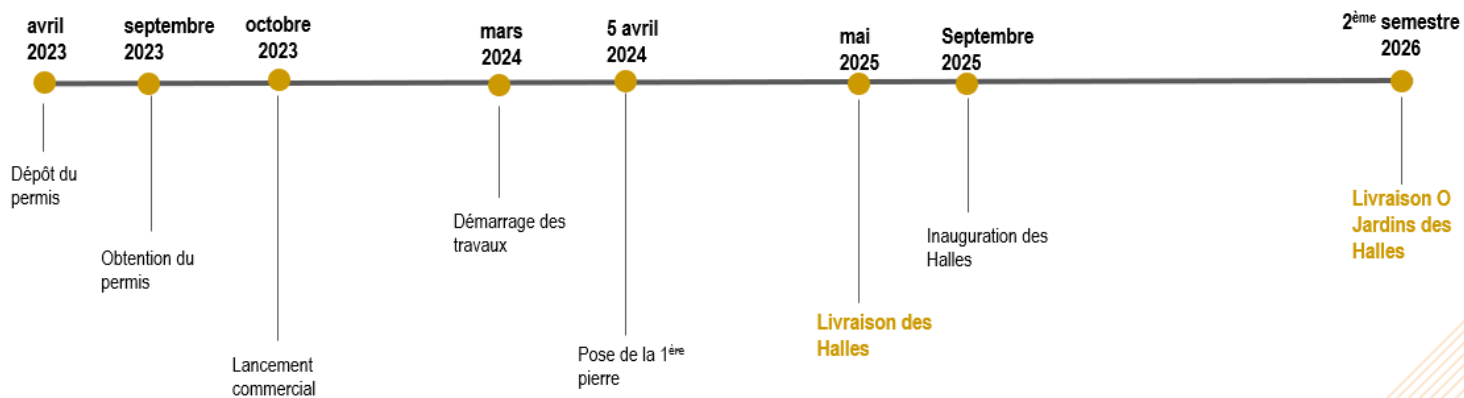 avril
2023
septembre
2023
octobre
2023
mars
2024
5 avril
2024
mai
2025
Septembre
2025
2ème semestre
2026
Dépôt du
permis
Obtention du
permis
Lancement
commercial
Démarrage des
travaux
Pose de la 1ère
pierre
Livraison des
Halles
Inauguration des
Halles
Livraison O
Jardins des
Halles